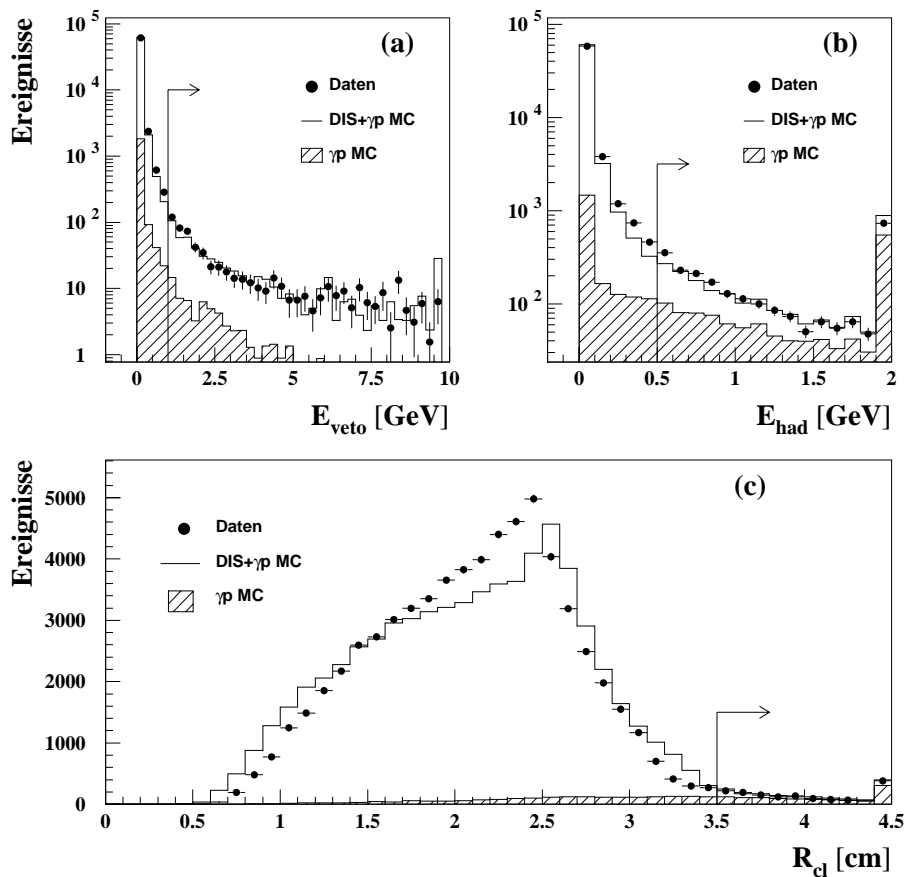 Ereignisse
10^5
10^4
10^3
10^2
10
1
(a)
Daten
DIS+γp MC
γp MC
0 2.5 5 7.5 10
E_veto [GeV]
10^5
10^4
10^3
10^2
(b)
Daten
DIS+γp MC
γp MC
0 0.5 1 1.5 2
E_had [GeV]
Ereignisse
5000
4000
3000
2000
1000
0
(c)
Daten
DIS+γp MC
γp MC
0 0.5 1 1.5 2 2.5 3 3.5 4 4.5
R_cl [cm]